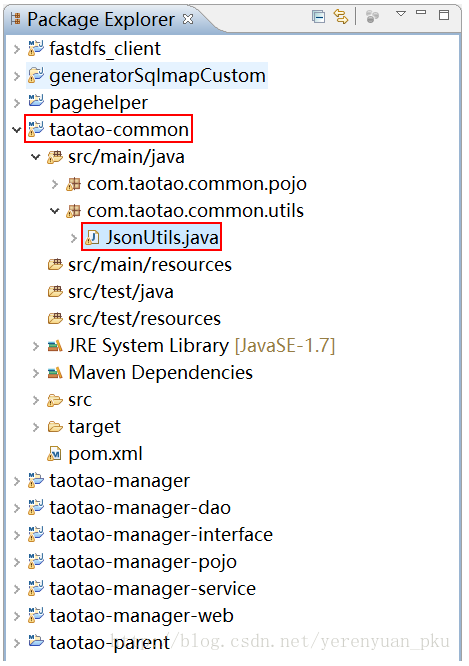 Package Explorer
fastdfs_client
generatorSqlmapCustom
pagehelper
taotao-common
src/main/java
com.taotao.common.pojo
com.taotao.common.utils
JsonUtils.java
src/main/resources
src/test/java
src/test/resources
JRE System Library [JavaSE-1.7]
Maven Dependencies
src
target
pom.xml
taotao-manager
taotao-manager-dao
taotao-manager-interface
taotao-manager-pojo
taotao-manager-service
taotao-manager-web
taotao-parent
http://blog.csdn.net/yerenyuan_pku